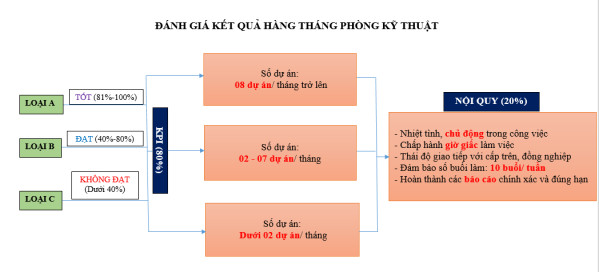 ĐÁNH GIÁ KẾT QUẢ HÀNG THÁNG PHÒNG KỸ THUẬT
LOẠI A
TỐT (81%-100%)
LOẠI B
ĐẠT (40%-80%)
LOẠI C
KHÔNG ĐẠT
(Dưới 40%)
KPI (80%)
Số dự án:
08 dự án/ tháng trở lên
Số dự án:
02 - 07 dự án/ tháng
Số dự án:
Dưới 02 dự án/ tháng
NỘI QUY (20%)
- Nhiệt tình, chủ động trong công việc
- Chấp hành giờ giấc làm việc
- Thái độ giao tiếp với cấp trên, đồng nghiệp
- Đảm bảo số buổi làm: 10 buổi/ tuần
- Hoàn thành các báo cáo chính xác và đúng hạn